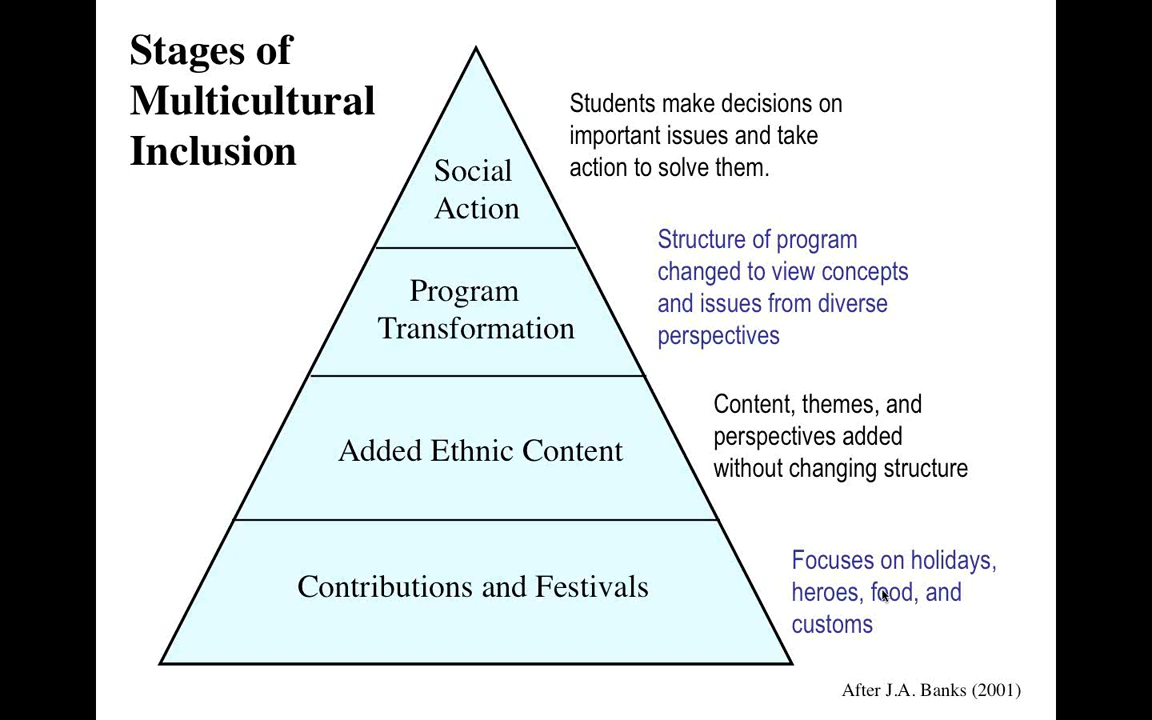 Stages of
Multicultural
Inclusion
Students make decisions on
important issues and take
action to solve them.
Social
Action
Structure of program
changed to view concepts
and issues from diverse
perspectives
Program
Transformation
Content, themes, and
perspectives added
without changing structure
Added Ethnic Content
Focuses on holidays,
heroes, food, and
customs
Contributions and Festivals
After J.A. Banks (2001)